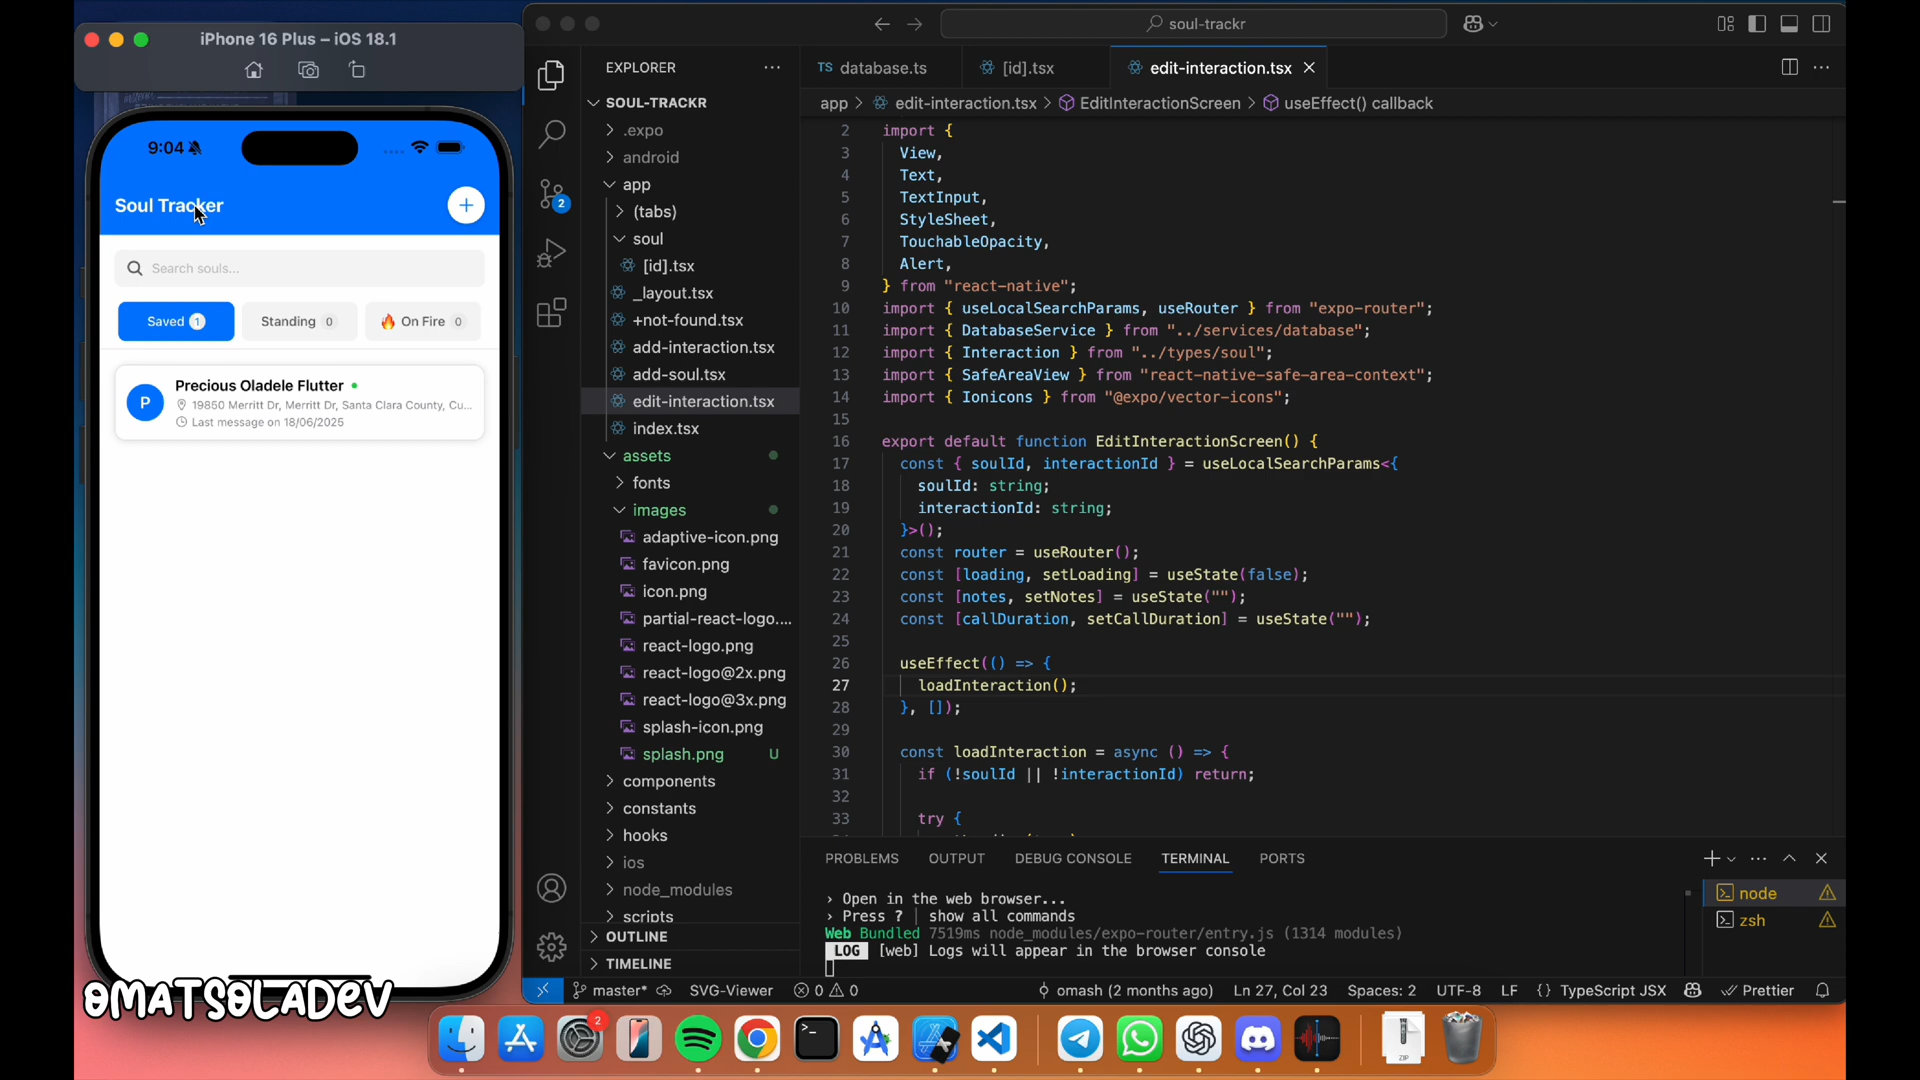 iPhone 16 Plus – iOS 18.1
9:04
Soul Tracker
Search souls...
Saved 1
Standing 0
🔥 On Fire 0
P
Precious Oladele Flutter
19850 Merritt Dr, Merritt Dr, Santa Clara County, Cu...
Last message on 18/06/2025
OMATSOLADEV
soul-trackr
EXPLORER
SOUL-TRACKR
.expo
android
app
(tabs)
soul
[id].tsx
_layout.tsx
+not-found.tsx
add-interaction.tsx
add-soul.tsx
edit-interaction.tsx
index.tsx
assets
fonts
images
adaptive-icon.png
favicon.png
icon.png
partial-react-logo....
react-logo.png
react-logo@2x.png
react-logo@3x.png
splash-icon.png
splash.png U
components
constants
hooks
ios
node_modules
scripts
OUTLINE
TIMELINE
2
TS database.ts
[id].tsx
edit-interaction.tsx
app > edit-interaction.tsx > EditInteractionScreen > useEffect() callback
2 import {
3 View,
4 Text,
5 TextInput,
6 StyleSheet,
7 TouchableOpacity,
8 Alert,
9 } from "react-native";
10 import { useLocalSearchParams, useRouter } from "expo-router";
11 import { DatabaseService } from "../services/database";
12 import { Interaction } from "../types/soul";
13 import { SafeAreaView } from "react-native-safe-area-context";
14 import { Ionicons } from "@expo/vector-icons";
15
16 export default function EditInteractionScreen() {
17 const { soulId, interactionId } = useLocalSearchParams<{
18 soulId: string;
19 interactionId: string;
20 }>();
21 const router = useRouter();
22 const [loading, setLoading] = useState(false);
23 const [notes, setNotes] = useState("");
24 const [callDuration, setCallDuration] = useState("");
25
26 useEffect(() => {
27 loadInteraction();
28 }, []);
29
30 const loadInteraction = async () => {
31 if (!soulId || !interactionId) return;
32
33 try {
PROBLEMS OUTPUT DEBUG CONSOLE TERMINAL PORTS
› Open in the web browser...
› Press ? │ show all commands
Web Bundled 7519ms node_modules/expo-router/entry.js (1314 modules)
LOG [web] Logs will appear in the browser console
node
zsh
master* SVG-Viewer 0 0 omash (2 months ago) Ln 27, Col 23 Spaces: 2 UTF-8 LF {} TypeScript JSX Prettier
2
ZIP